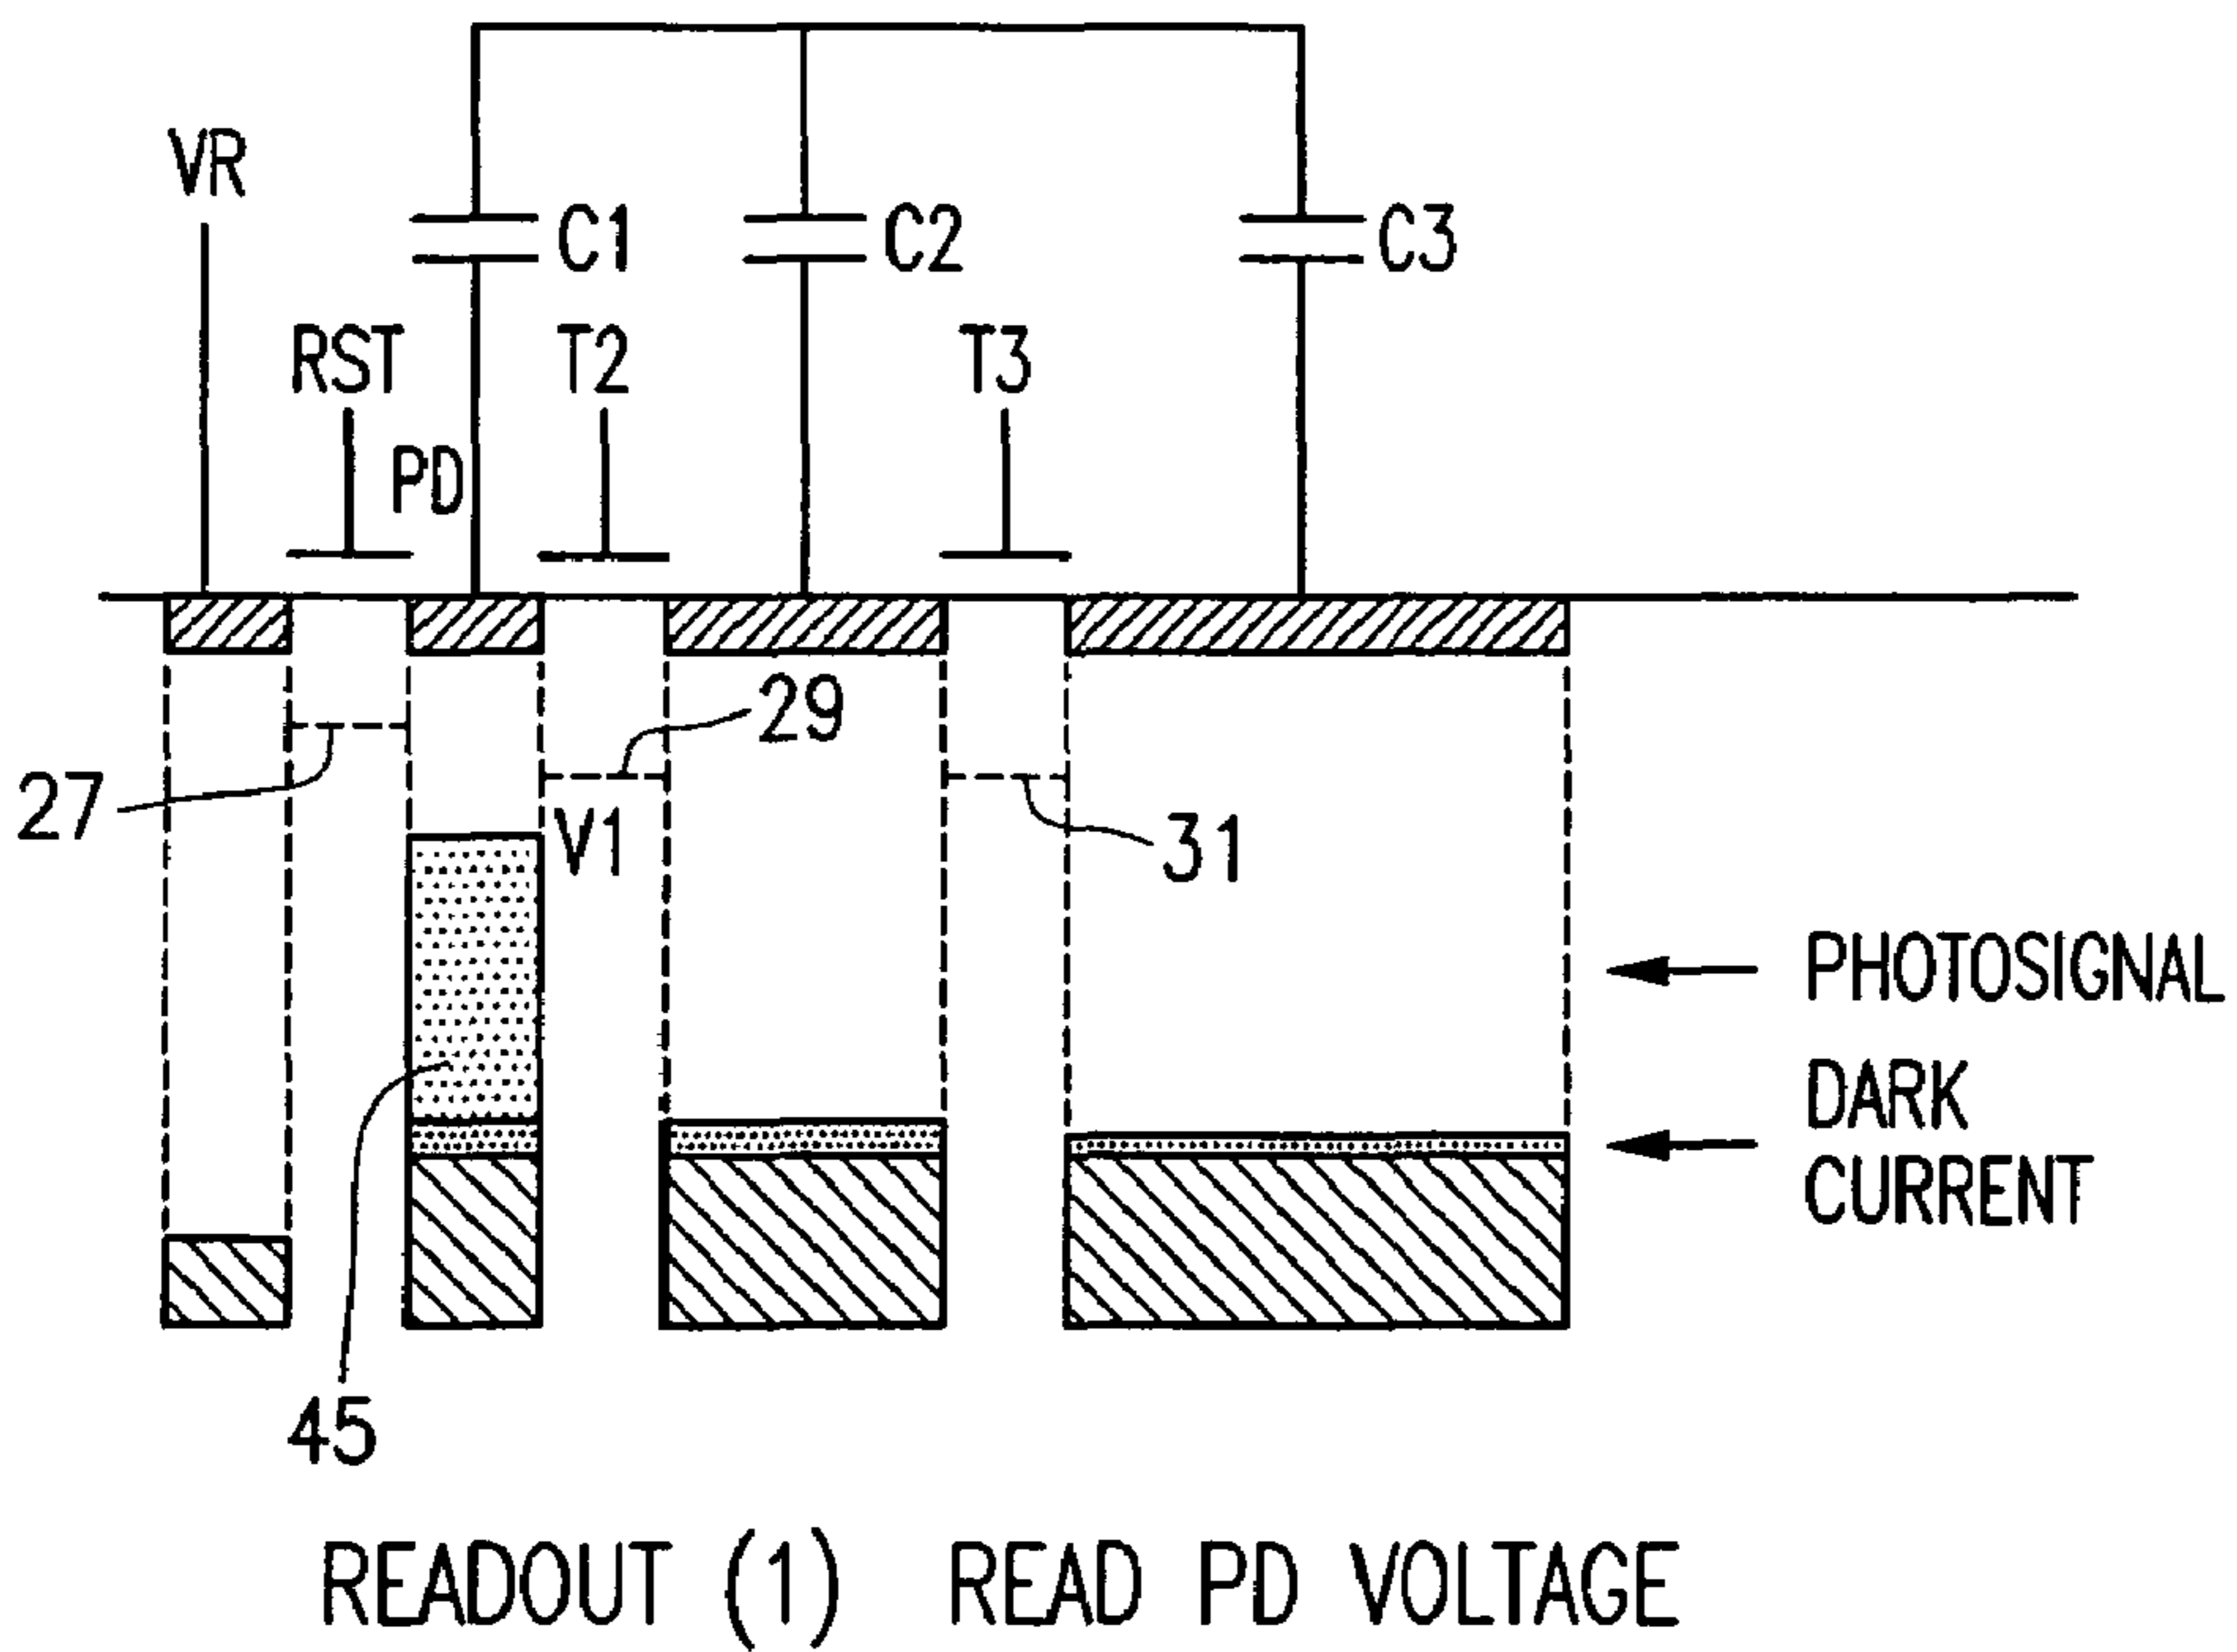 VR
C1
C2
C3
RST
T2
T3
PD
29
27
V1
31
PHOTOSIGNAL
DARK
CURRENT
45
READOUT (1) READ PD VOLTAGE